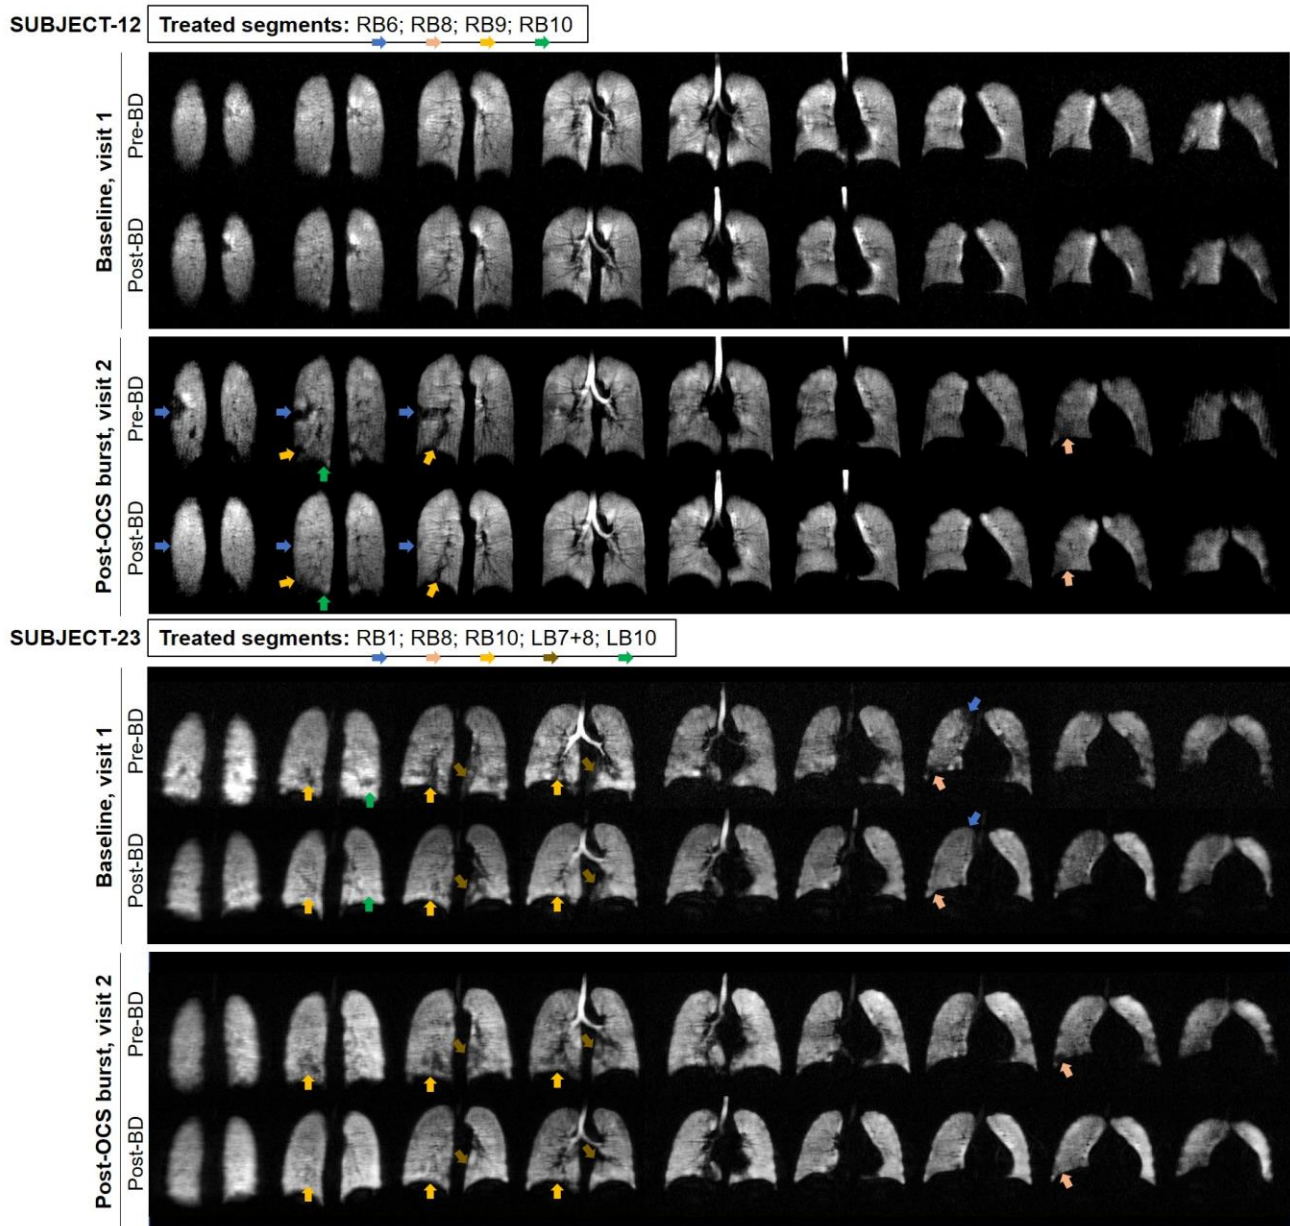 SUBJECT-12
Treated segments: RB6; RB8; RB9; RB10
Baseline, visit 1
Pre-BD
Post-BD
Post-OCS burst, visit 2
Pre-BD
Post-BD
SUBJECT-23
Treated segments: RB1; RB8; RB10; LB7+8; LB10
Baseline, visit 1
Pre-BD
Post-BD
Post-OCS burst, visit 2
Pre-BD
Post-BD